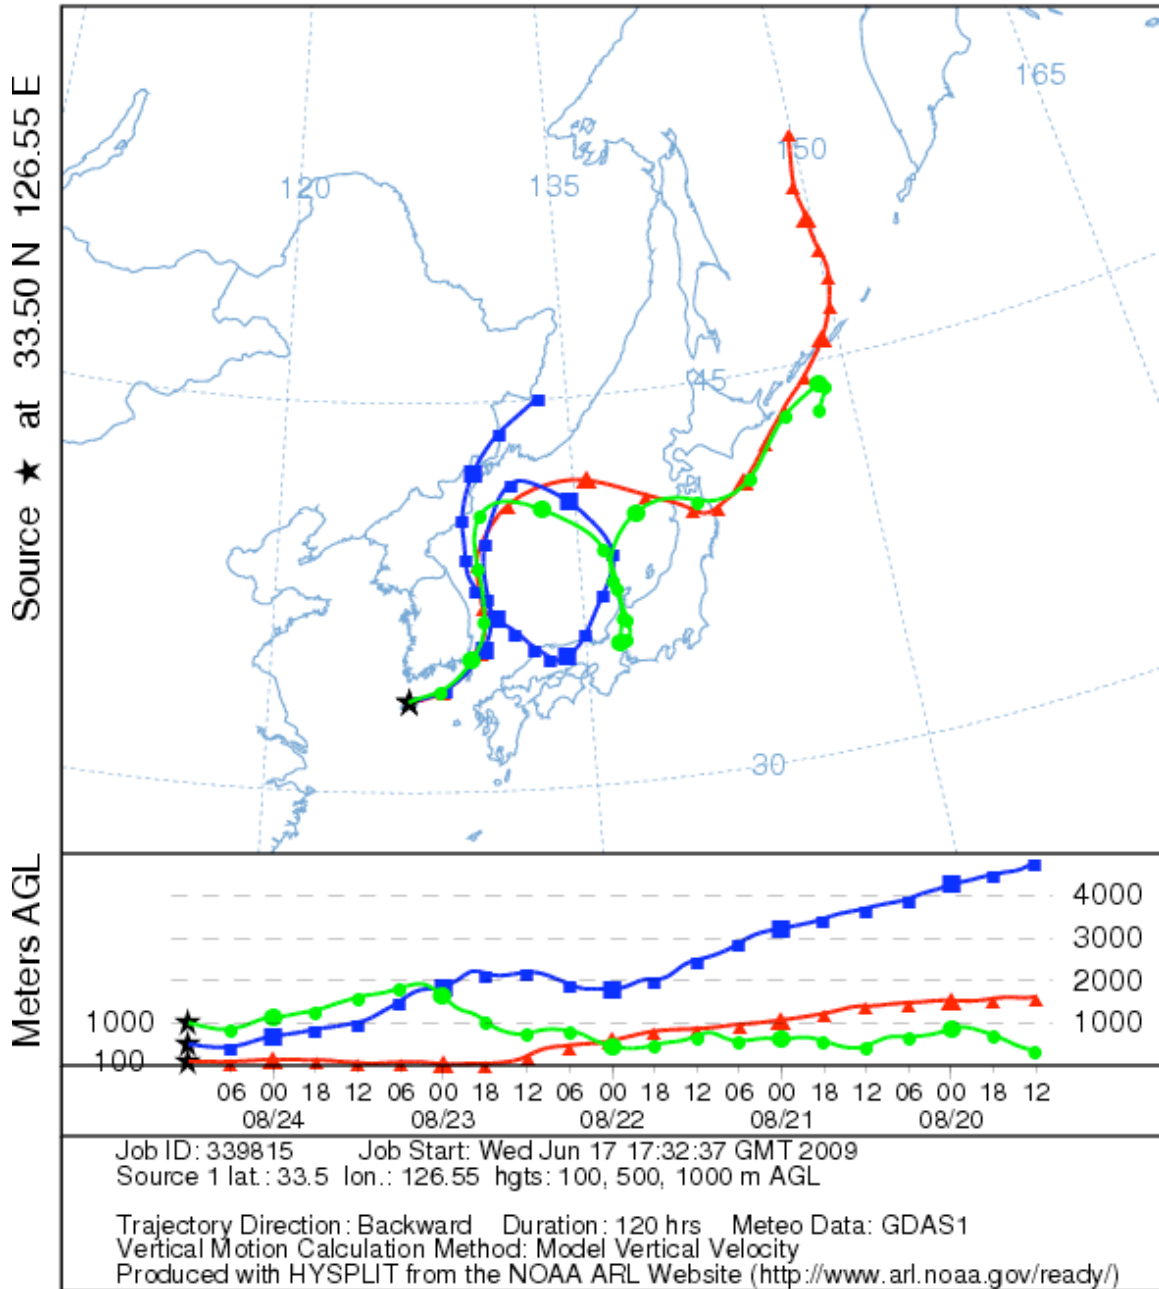 Source ★ at 33.50 N 126.55 E
165
150
120
135
45
30
Meters AGL
4000
3000
2000
1000
1000
100
06 00 18 12 06 00 18 12 06 00 18 12 06 00 18 12 06 00 18 12
08/24 08/23 08/22 08/21 08/20
Job ID: 339815 Job Start: Wed Jun 17 17:32:37 GMT 2009
Source 1 lat.: 33.5 lon.: 126.55 hgts: 100, 500, 1000 m AGL
Trajectory Direction: Backward Duration: 120 hrs Meteo Data: GDAS1
Vertical Motion Calculation Method: Model Vertical Velocity
Produced with HYSPLIT from the NOAA ARL Website (http://www.arl.noaa.gov/ready/)